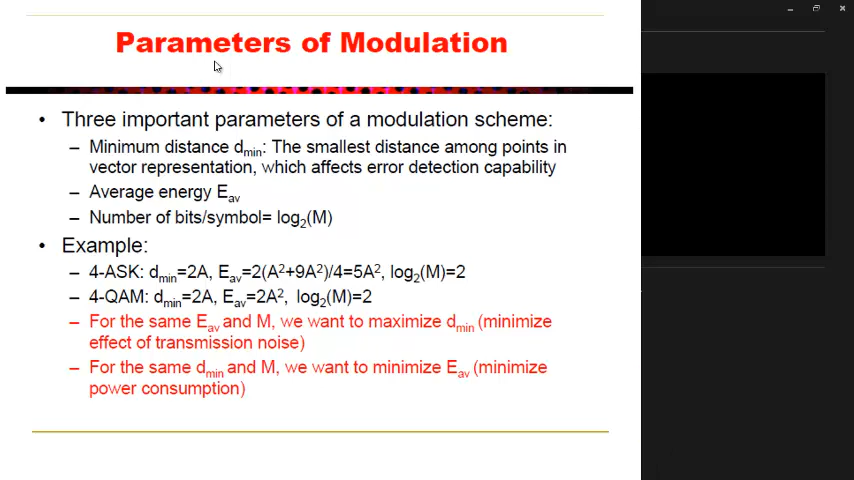 Parameters of Modulation
• Three important parameters of a modulation scheme:
– Minimum distance dmin: The smallest distance among points in
vector representation, which affects error detection capability
– Average energy Eav
– Number of bits/symbol= log2(M)
• Example:
– 4-ASK: dmin=2A, Eav=2(A²+9A²)/4=5A², log2(M)=2
– 4-QAM: dmin=2A, Eav=2A², log2(M)=2
– For the same Eav and M, we want to maximize dmin (minimize
effect of transmission noise)
– For the same dmin and M, we want to minimize Eav (minimize
power consumption)